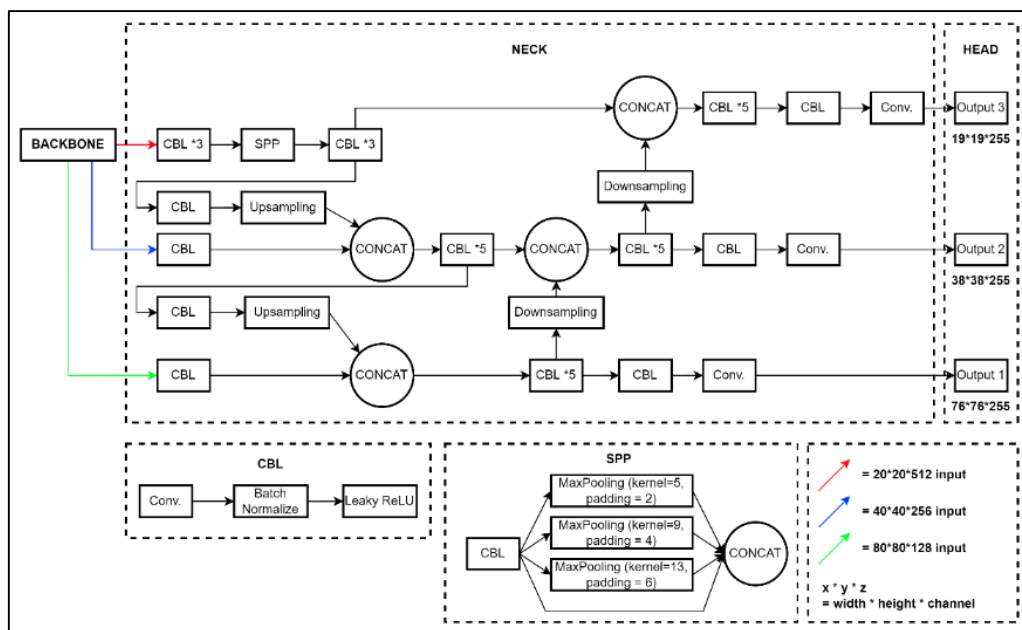 NECK
HEAD
BACKBONE
CBL *3
SPP
CBL *3
CONCAT
CBL *5
CBL
Conv.
Output 3
19*19*255
Downsampling
CBL
Upsampling
CBL
CONCAT
CBL *5
CONCAT
CBL *5
CBL
Conv.
Output 2
38*38*255
CBL
Upsampling
Downsampling
CBL
CONCAT
CBL *5
CBL
Conv.
Output 1
76*76*255
CBL
Conv.
Batch
Normalize
Leaky ReLU
SPP
CBL
MaxPooling (kernel=5,
padding = 2)
MaxPooling (kernel=9,
padding = 4)
MaxPooling (kernel=13,
padding = 6)
CONCAT
= 20*20*512 input
= 40*40*256 input
= 80*80*128 input
x * y * z
= width * height * channel